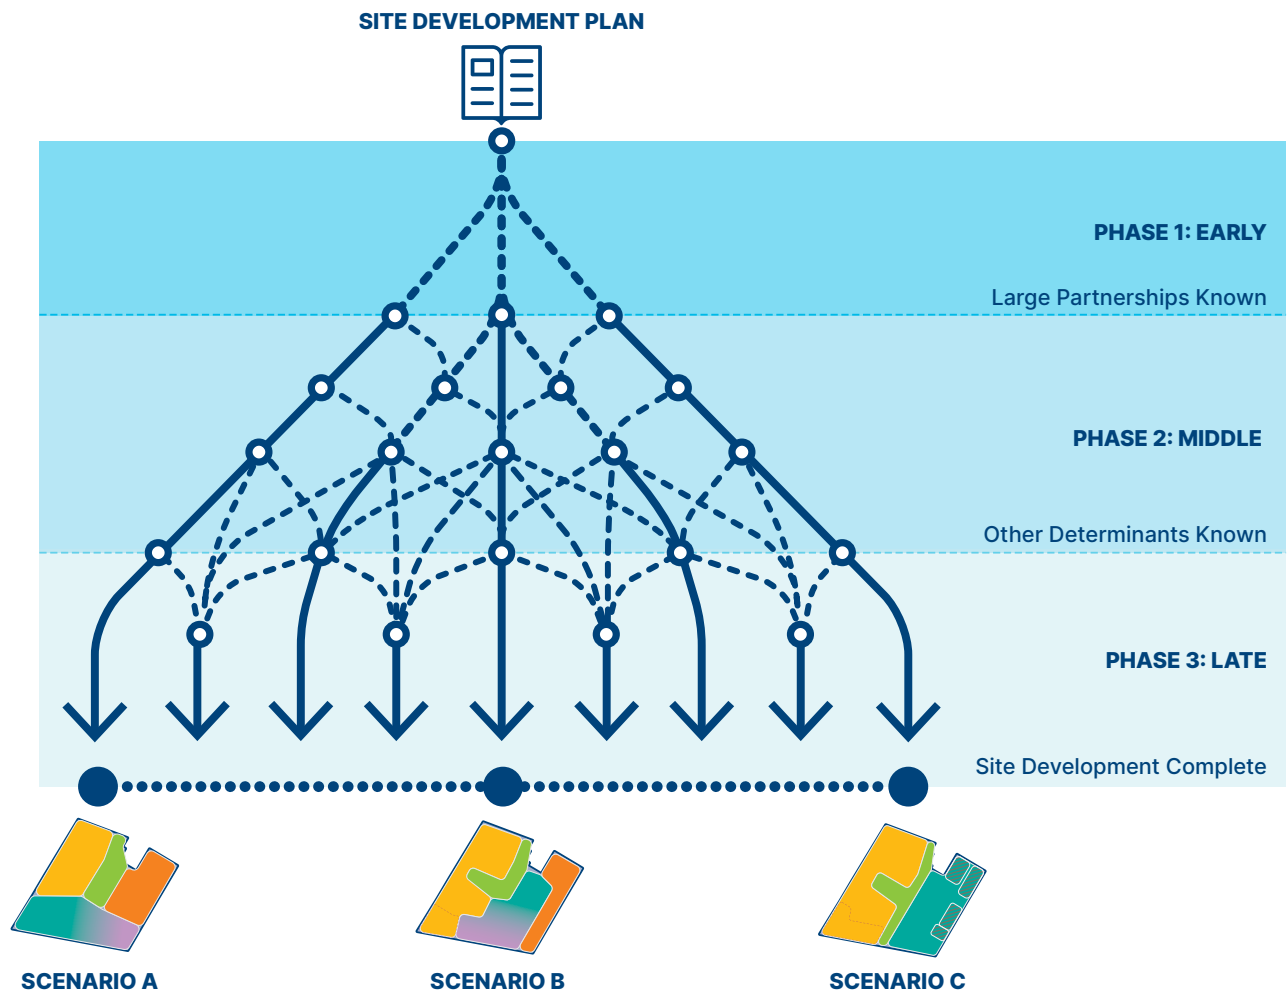 SITE DEVELOPMENT PLAN
PHASE 1: EARLY
Large Partnerships Known
PHASE 2: MIDDLE
Other Determinants Known
PHASE 3: LATE
Site Development Complete
SCENARIO A
SCENARIO B
SCENARIO C